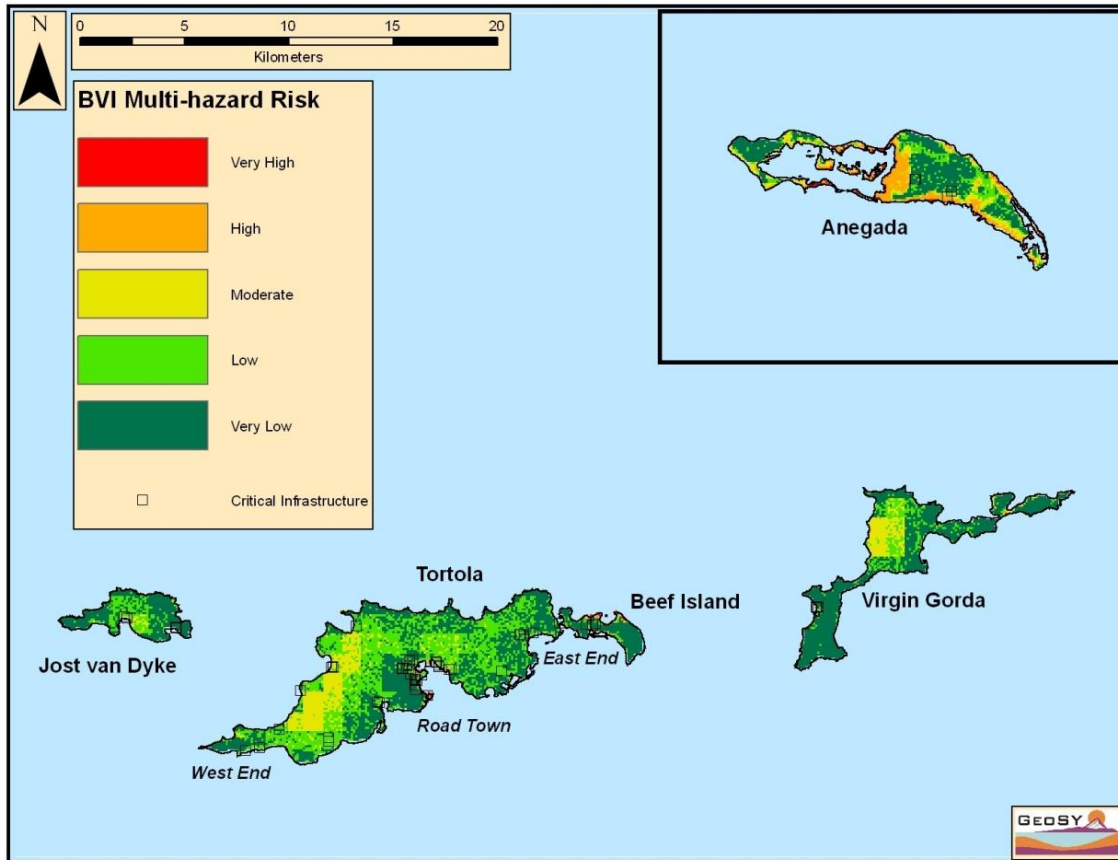 N
0 5 10 15 20
Kilometers
BVI Multi-hazard Risk
Very High
High
Moderate
Low
Very Low
Critical Infrastructure
Anegada
Tortola
Beef Island
Virgin Gorda
Jost van Dyke
East End
Road Town
West End
GEOSY